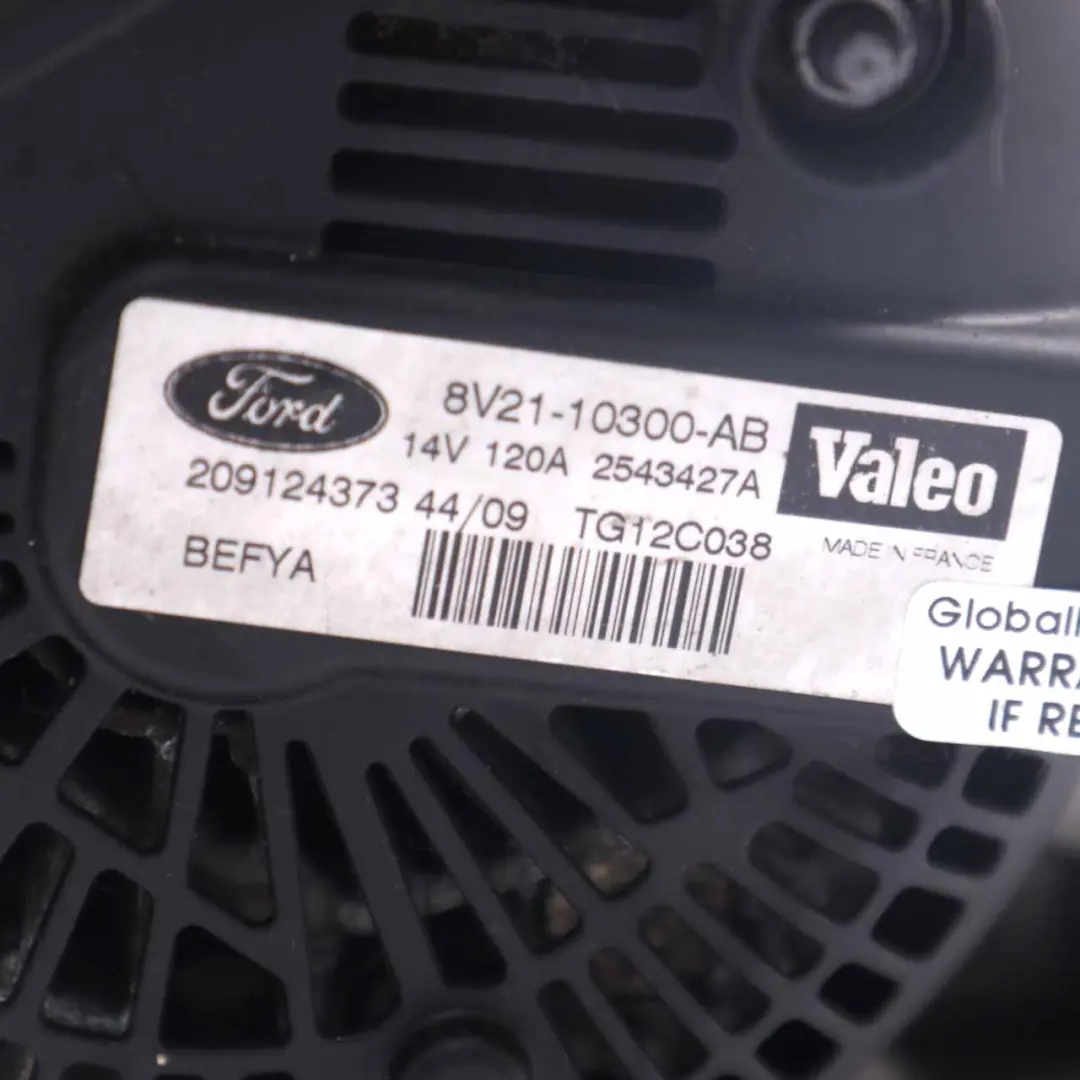 Ford
8V21-10300-AB
14V 120A 2543427A
Valeo
209124373 44/09 TG12C038
MADE IN FRANCE
BEFYA
WARRA
IF RE